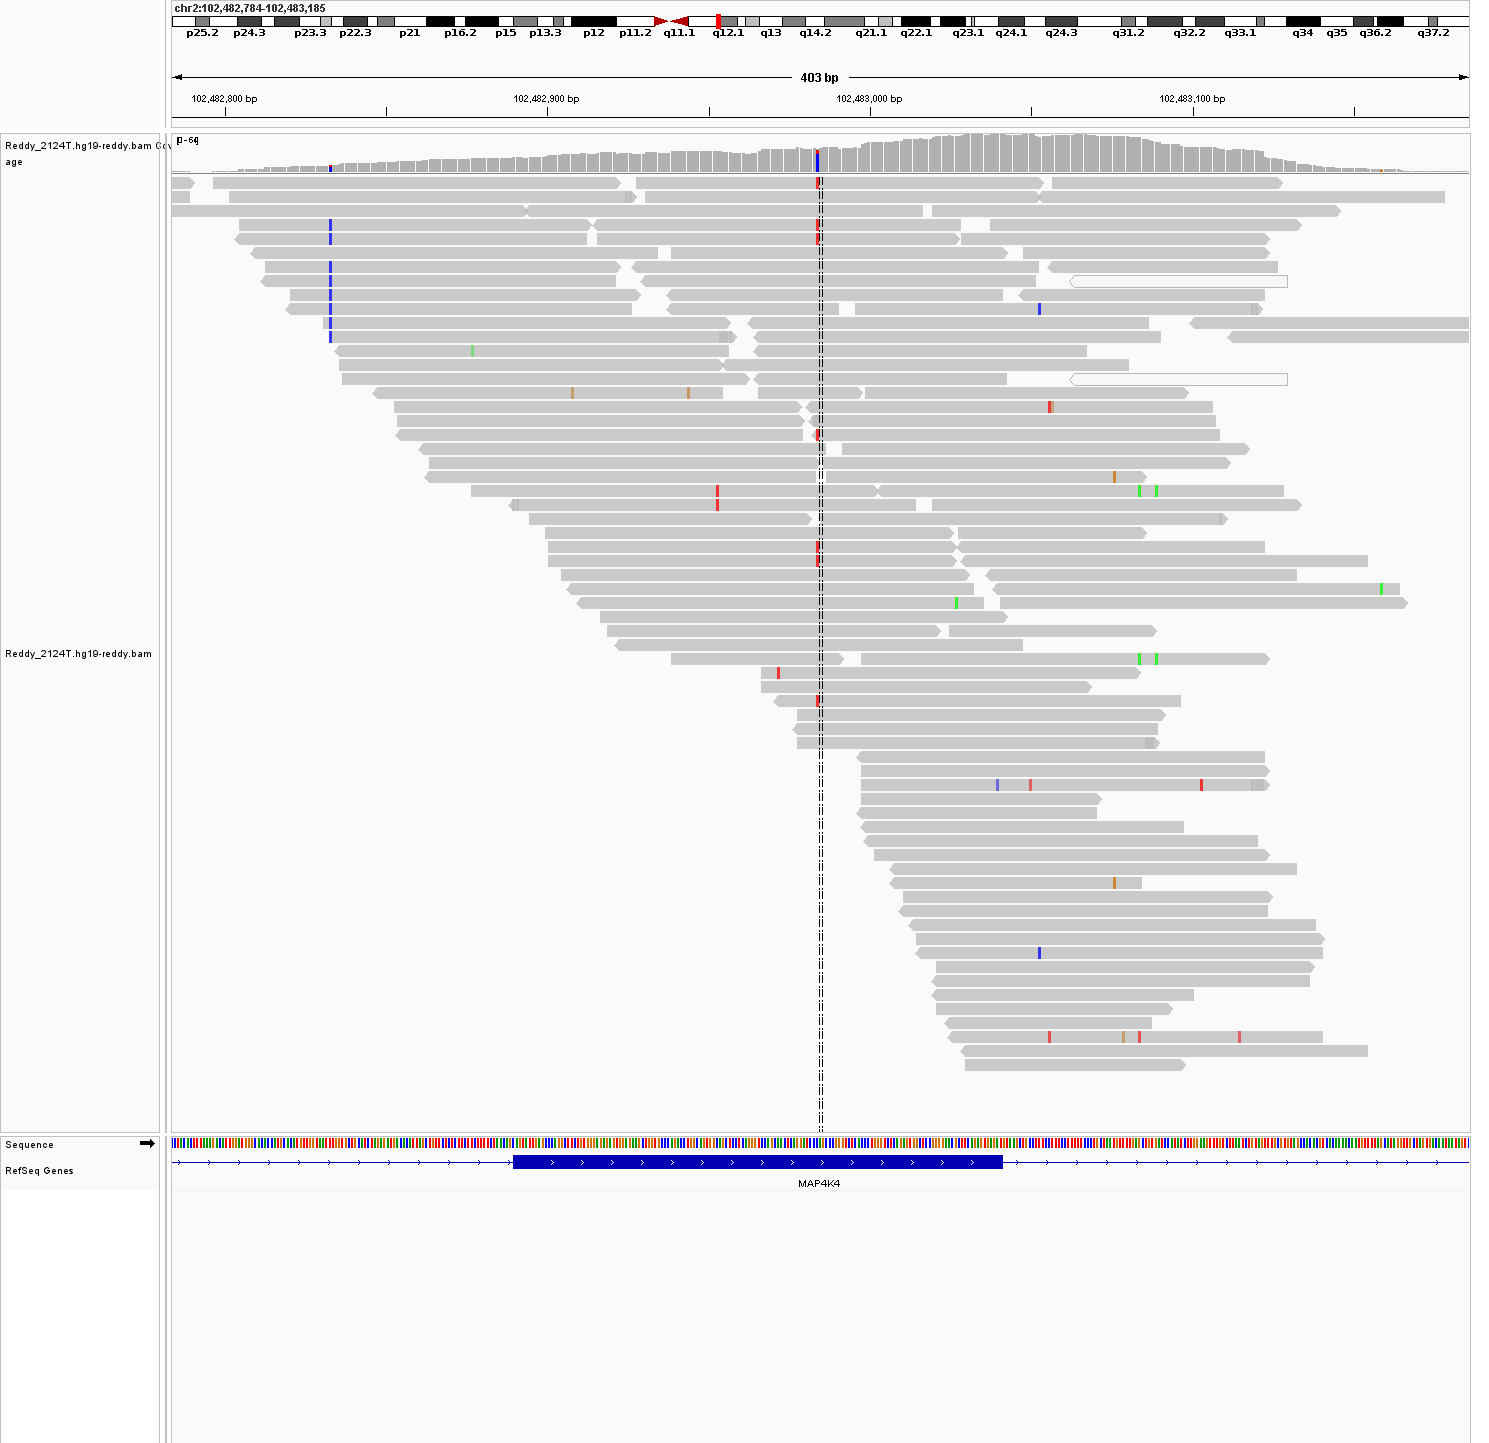 chr2:102,482,784-102,483,185
p25.2 p24.3 p23.3 p22.3 p21 p16.2 p15 p13.3 p12 p11.2 q11.1 q12.1 q13 q14.2 q21.1 q22.1 q23.1 q24.1 q24.3 q31.2 q32.2 q33.1 q34 q35 q36.2 q37.2
403 bp
102,482,800 bp 102,482,900 bp 102,483,000 bp 102,483,100 bp
Reddy_2124T.hg19-reddy.bam Cov
age
[0-64]
Reddy_2124T.hg19-reddy.bam
Sequence
RefSeq Genes
MAP4K4